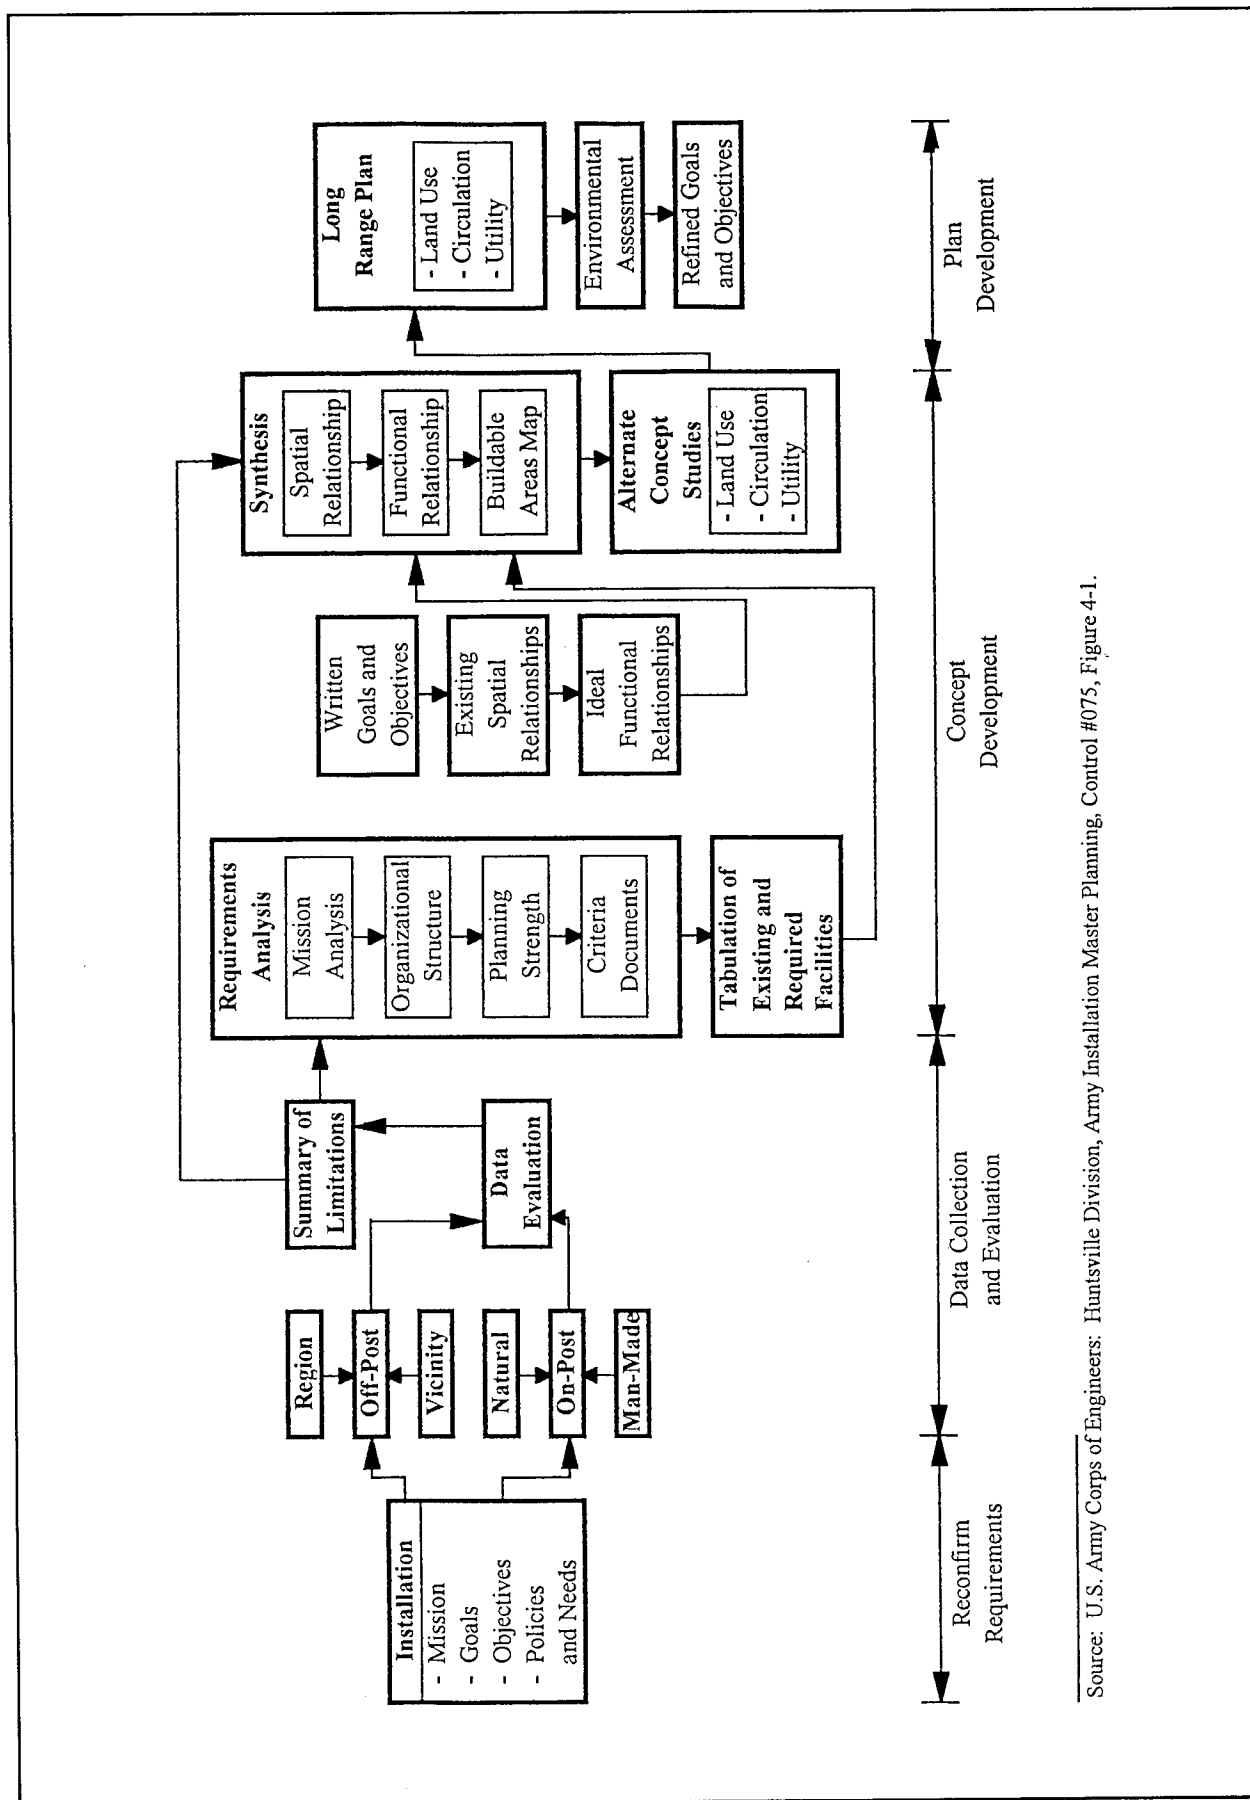 Installation
- Mission
- Goals
- Objectives
- Policies
and Needs
Region
Off-Post
Vicinity
Natural
On-Post
Man-Made
Summary of
Limitations
Data
Evaluation
Requirements
Analysis
Mission
Analysis
Organizational
Structure
Planning
Strength
Criteria
Documents
Tabulation of
Existing and
Required
Facilities
Written
Goals and
Objectives
Existing
Spatial
Relationships
Ideal
Functional
Relationships
Synthesis
Spatial
Relationship
Functional
Relationship
Buildable
Areas Map
Alternate
Concept
Studies
- Land Use
- Circulation
- Utility
Long
Range Plan
- Land Use
- Circulation
- Utility
Environmental
Assessment
Refined Goals
and Objectives
Reconfirm
Requirements
Data Collection
and Evaluation
Concept
Development
Plan
Development
Source: U.S. Army Corps of Engineers: Huntsville Division, Army Installation Master Planning, Control #075, Figure 4-1.